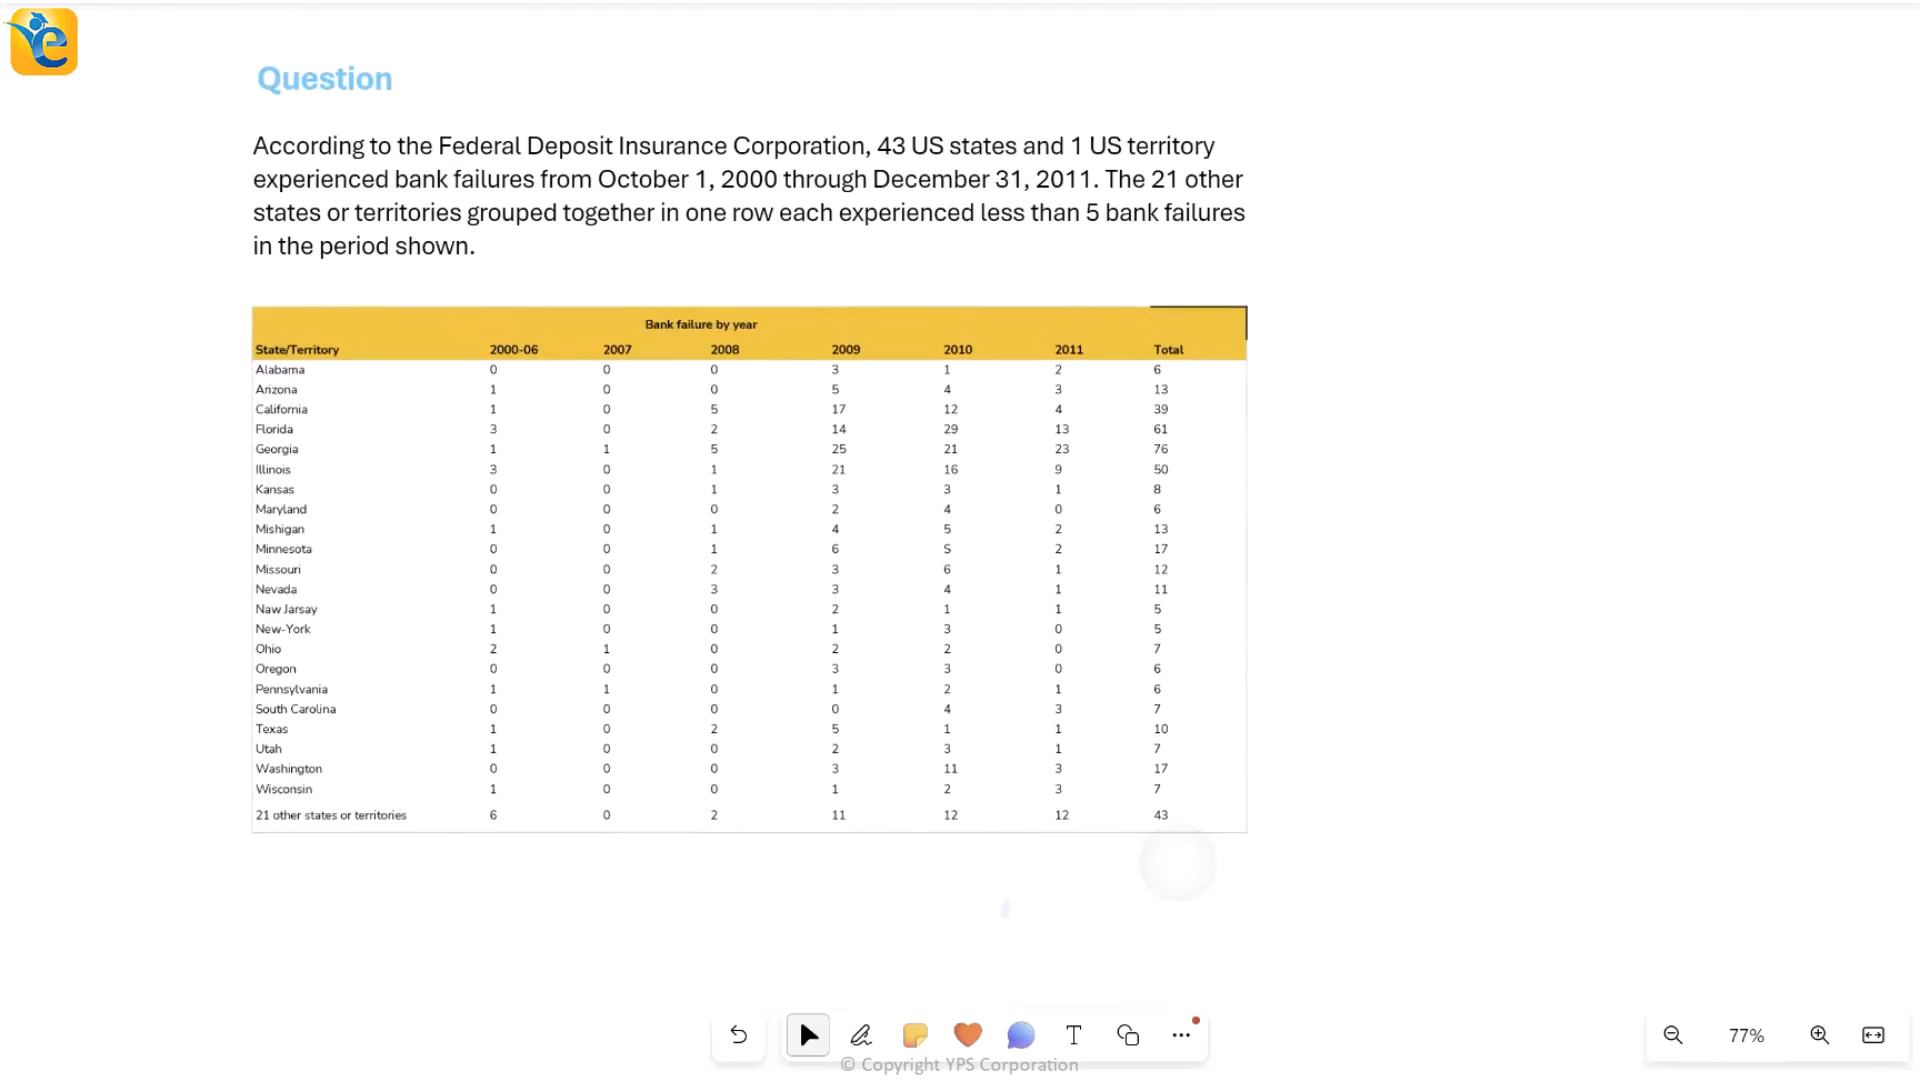 Question
According to the Federal Deposit Insurance Corporation, 43 US states and 1 US territory
experienced bank failures from October 1, 2000 through December 31, 2011. The 21 other
states or territories grouped together in one row each experienced less than 5 bank failures
in the period shown.
Bank failure by year
State/Territory 2000-06 2007 2008 2009 2010 2011 Total
Alabama 0 0 0 3 1 2 6
Arizona 1 0 0 5 4 3 13
California 1 0 5 17 12 4 39
Florida 3 0 2 14 29 13 61
Georgia 1 1 5 25 21 23 76
Illinois 3 0 1 21 16 9 50
Kansas 0 0 1 3 3 1 8
Maryland 0 0 0 2 4 0 6
Mishigan 1 0 1 4 5 2 13
Minnesota 0 0 1 6 S 2 17
Missouri 0 0 2 3 6 1 12
Nevada 0 0 3 3 4 1 11
Naw Jarsay 1 0 0 2 1 1 5
New-York 1 0 0 1 3 0 5
Ohio 2 1 0 2 2 0 7
Oregon 0 0 0 3 3 0 6
Pennsylvania 1 1 0 1 2 1 6
South Carolina 0 0 0 0 4 3 7
Texas 1 0 2 5 1 1 10
Utah 1 0 0 2 3 1 7
Washington 0 0 0 3 11 3 17
Wisconsin 1 0 0 1 2 3 7
21 other states or territories 6 0 2 11 12 12 43
77%
© Copyright YPS Corporation